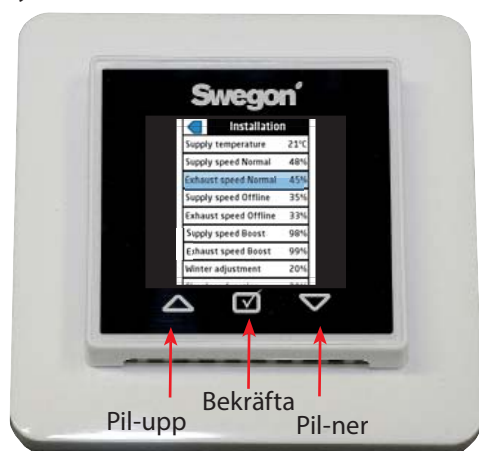 Swegon
Installation
Supply temperature 21°C
Supply speed Normal 48%
Exhaust speed Normal 45%
Supply speed Offline 35%
Exhaust speed Offline 33%
Supply speed Boost 98%
Exhaust speed Boost 99%
Winter adjustment 20%
Pil-upp
Bekräfta
Pil-ner